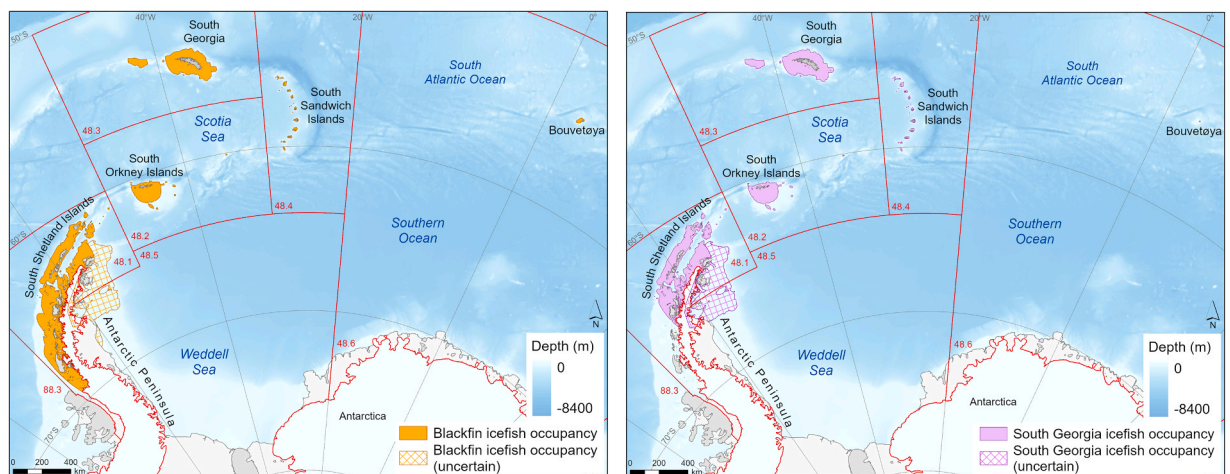 40°W
20°W
0°
50°S
South
Georgia
South
Atlantic Ocean
South
Sandwich
Islands
Bouvetøya
48.3
Scotia
Sea
South
Orkney Islands
48.4
South Shetland Islands
60°S
48.2
48.5
48.1
Southern
Ocean
N
Antarctic Peninsula
Weddell
Sea
48.6
88.3
Antarctica
70°S
Depth (m)
0
-8400
Blackfin icefish occupancy
Blackfin icefish occupancy
(uncertain)
0 200 400
km
40°W
20°W
0°
50°S
South
Georgia
South
Atlantic Ocean
South
Sandwich
Islands
Bouvetøya
48.3
Scotia
Sea
South
Orkney Islands
48.4
South Shetland Islands
60°S
48.2
48.5
48.1
Southern
Ocean
N
Antarctic Peninsula
Weddell
Sea
48.6
88.3
Antarctica
70°S
Depth (m)
0
-8400
South Georgia icefish occupancy
South Georgia icefish occupancy
(uncertain)
0 200 400
km